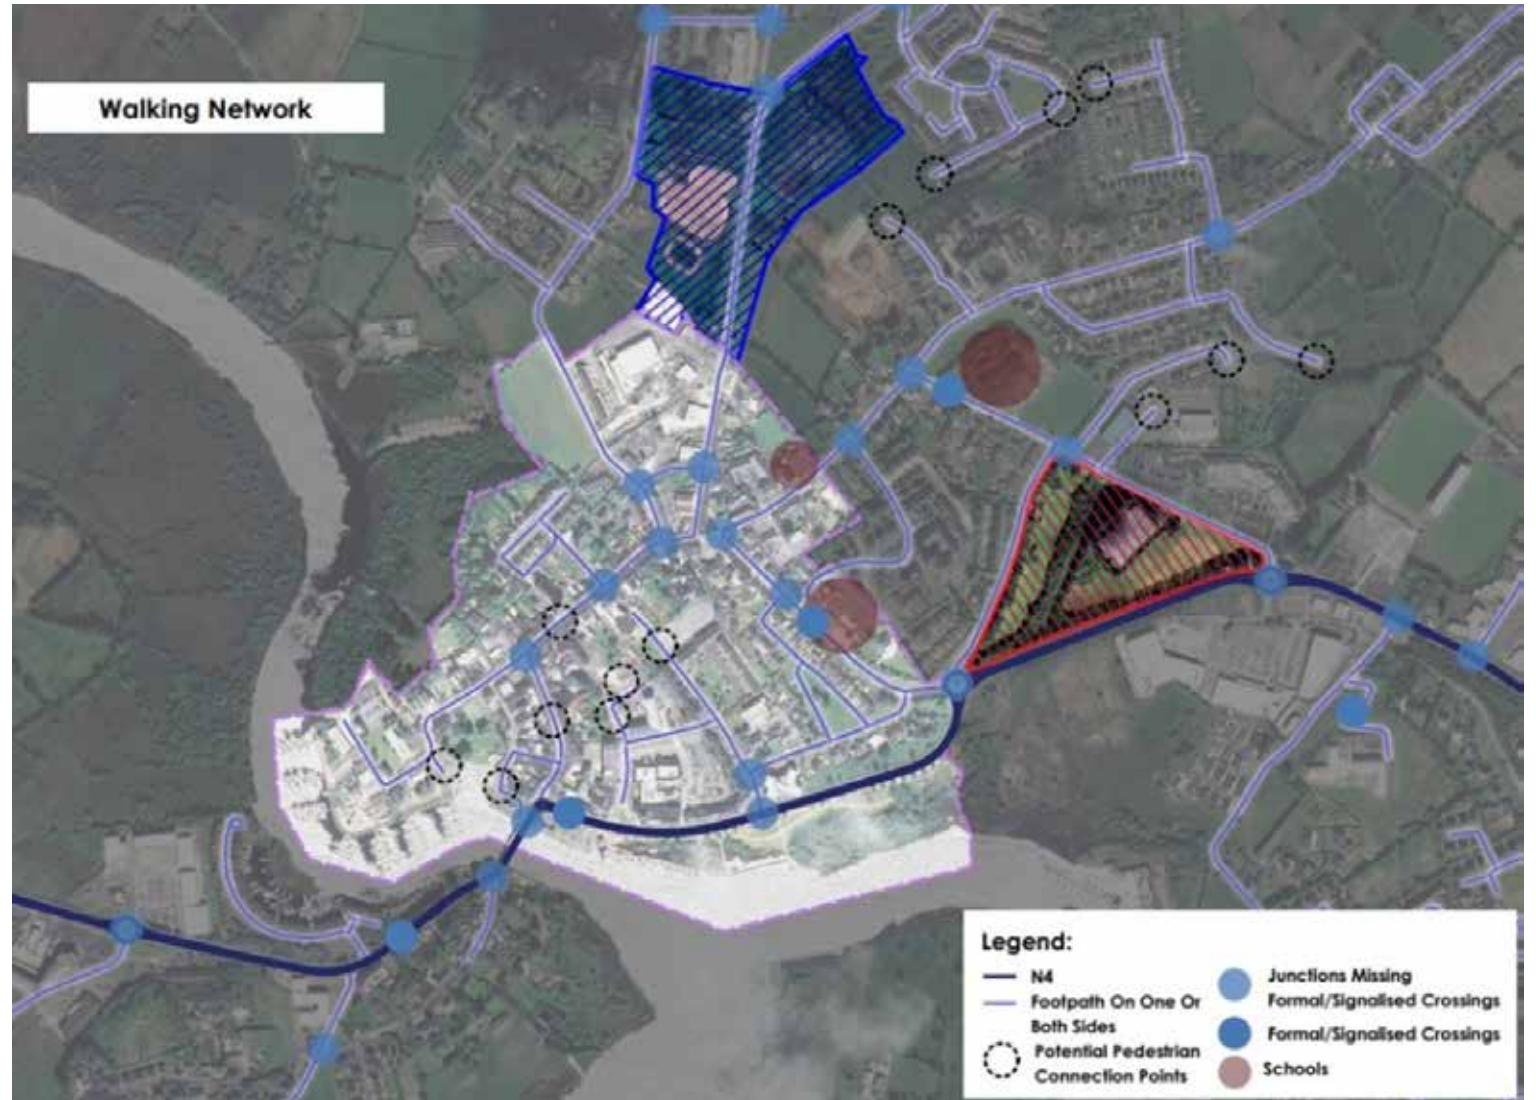 Walking Network
Legend:
N4
Footpath On One Or
Both Sides
Potential Pedestrian
Connection Points
Junctions Missing
Formal/Signalised Crossings
Formal/Signalised Crossings
Schools